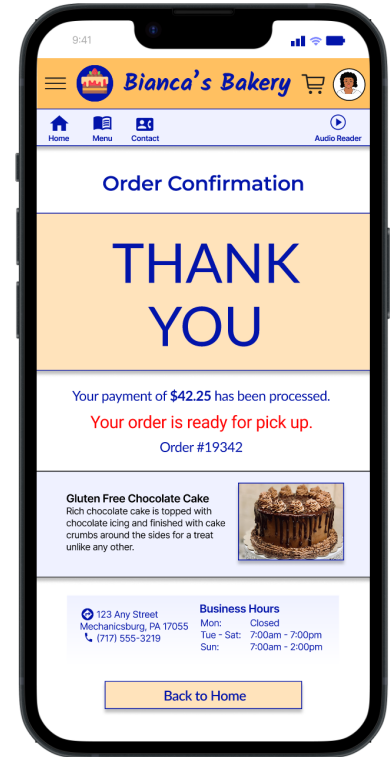 9:41
Bianca's Bakery
Home
Menu
Contact
Audio Reader
Order Confirmation
THANK
YOU
Your payment of $42.25 has been processed.
Your order is ready for pick up.
Order #19342
Gluten Free Chocolate Cake
Rich chocolate cake is topped with
chocolate icing and finished with cake
crumbs around the sides for a treat
unlike any other.
123 Any Street
Mechanicsburg, PA 17055
(717) 555-3219
Business Hours
Mon: Closed
Tue - Sat: 7:00am - 7:00pm
Sun: 7:00am - 2:00pm
Back to Home